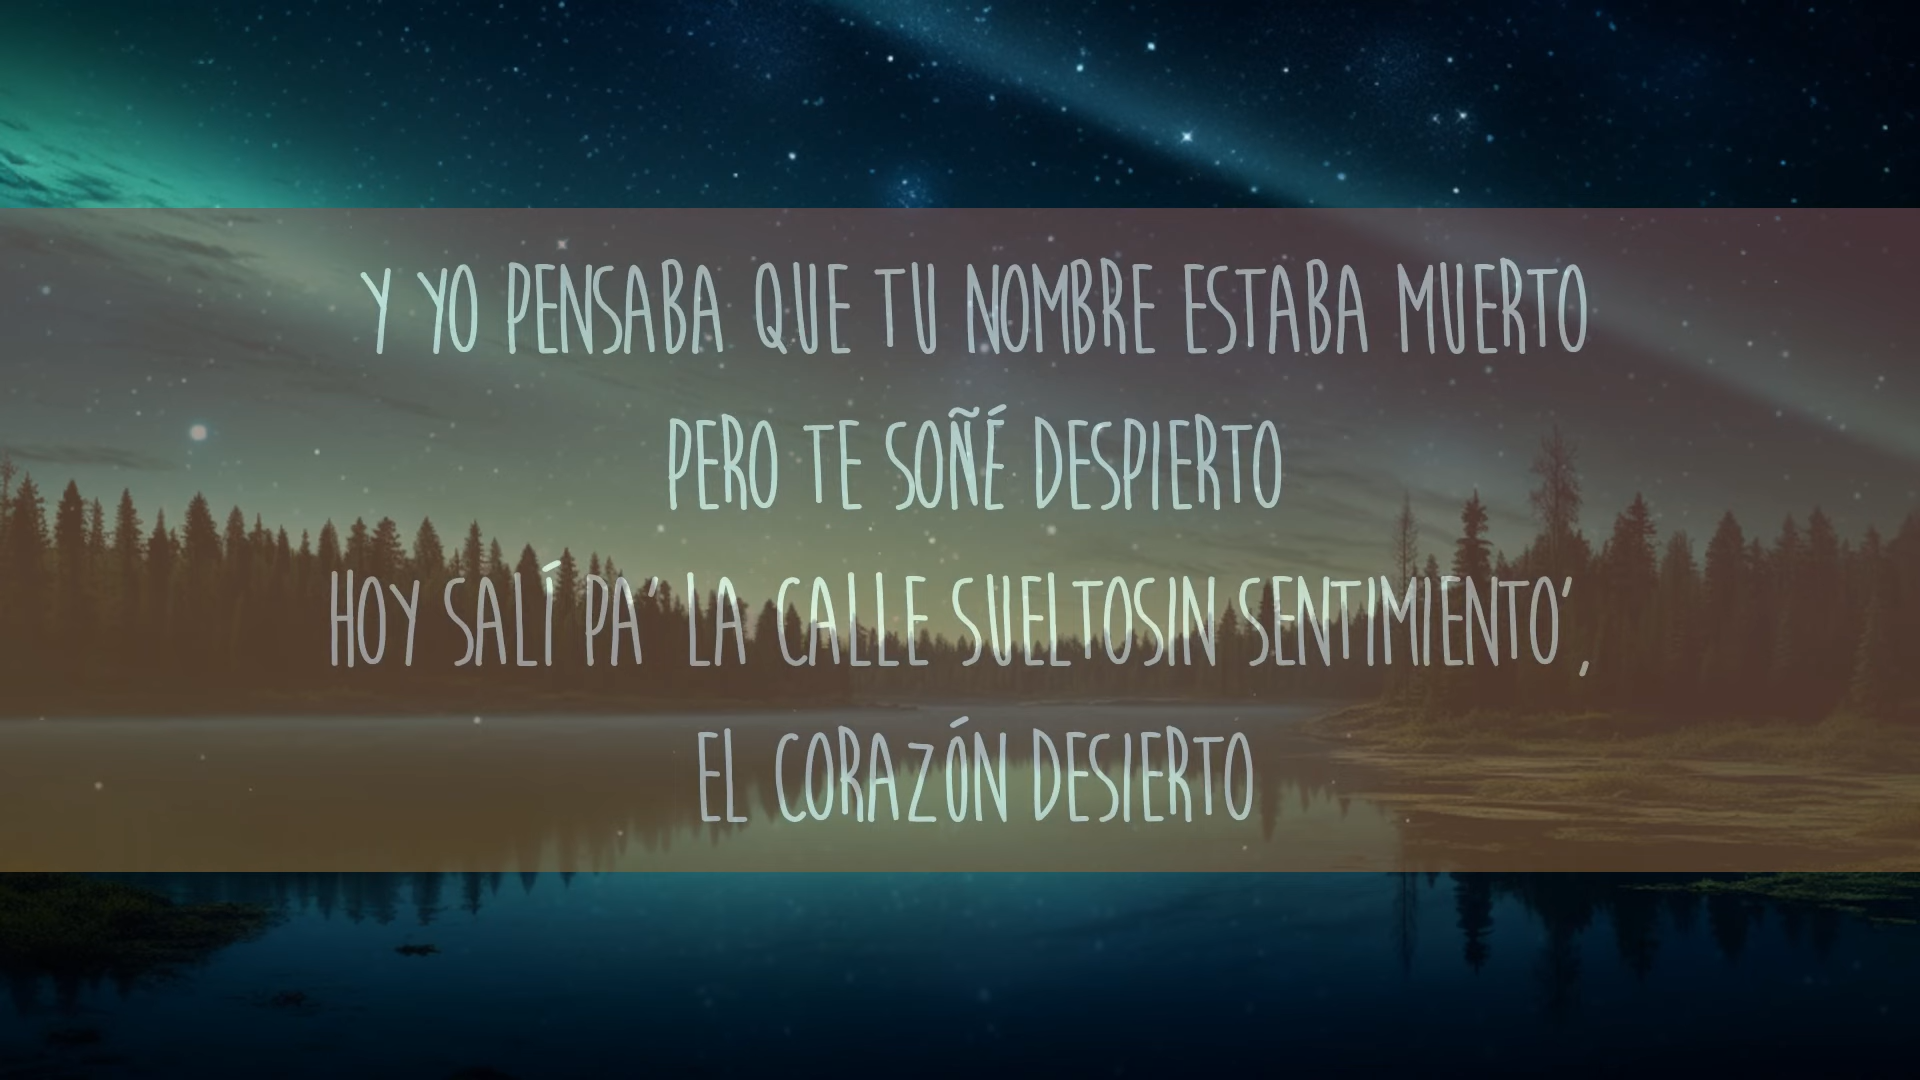 Y YO PENSABA QUE TU NOMBRE ESTABA MUERTO
PERO TE SOÑÉ DESPIERTO
HOY SALÍ PA' LA CALLE SUELTOSIN SENTIMIENTO',
EL CORAZÓN DESIERTO